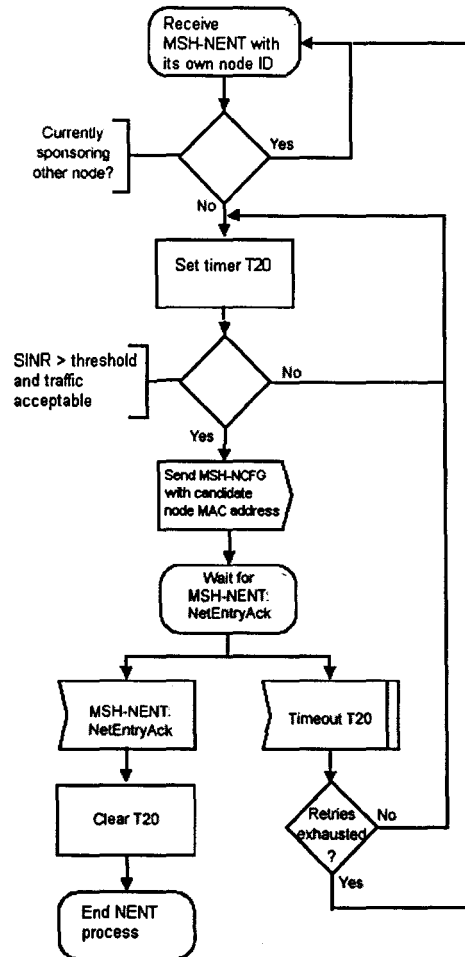 Receive
MSH-NENT with
its own node ID
Currently
sponsoring
other node?
Yes
No
Set timer T20
SINR > threshold
and traffic
acceptable
No
Yes
Send MSH-NCFG
with candidate
node MAC address
Wait for
MSH-NENT:
NetEntryAck
MSH-NENT:
NetEntryAck
Timeout T20
Clear T20
Retries
exhausted
?
No
Yes
End NENT
process